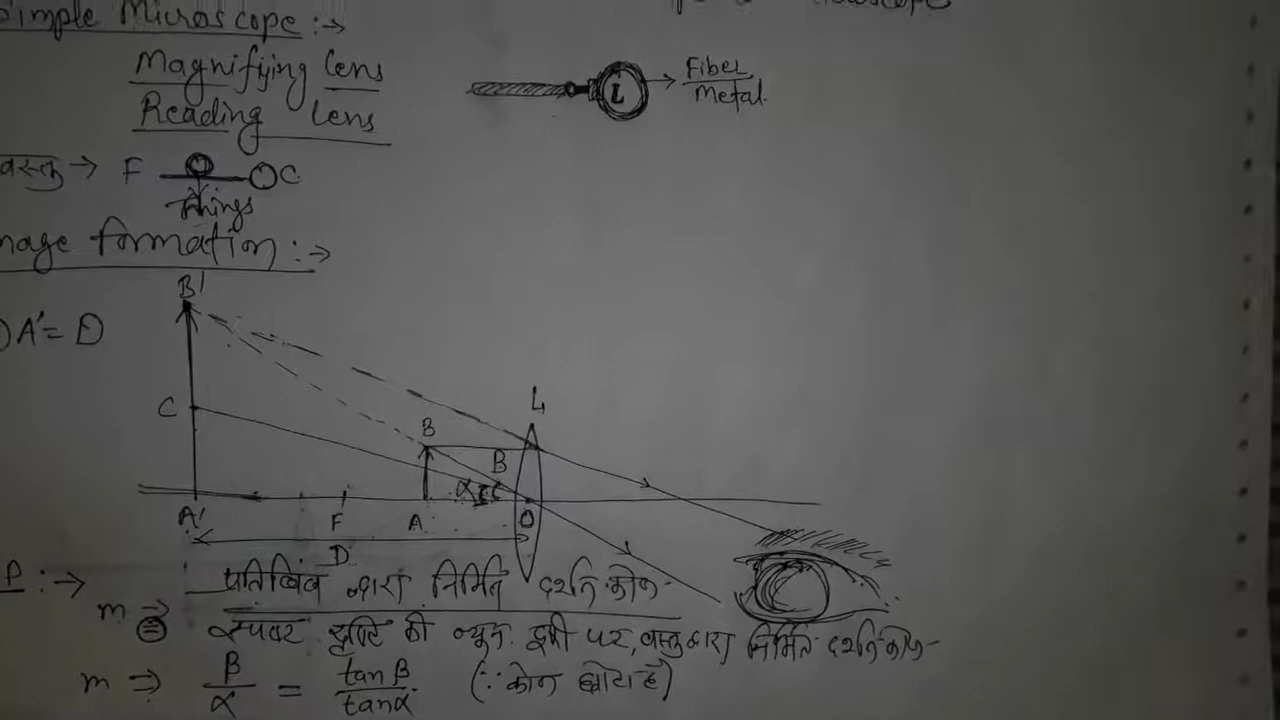 Simple Microscope :→
Magnifying Lens
Reading Lens
L → Fiber
Metal.
वस्तु → F C
Things
mage formation :→
B'
A' = D
C
L
B
B
α
A' F A O
D
P :→
m ⇒ प्रतिबिंब द्वारा निर्मित दर्शन कोण
स्पष्ट दृष्टि की न्यून. दूरी पर, वस्तु द्वारा निर्मित दर्शन कोण
m ⇒ β/α = tanβ/tanα (∵ कोण छोटा है)